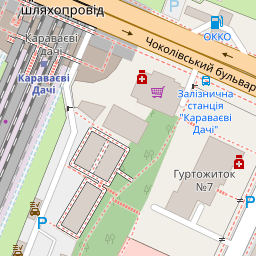 шляхопровід
ОККО
Чоколівський бульвар
Караваєві
Дачі
Караваєві
Дачі
Залізнична
станція
"Караваєві
Дачі"
Гуртожиток
№7
P
P